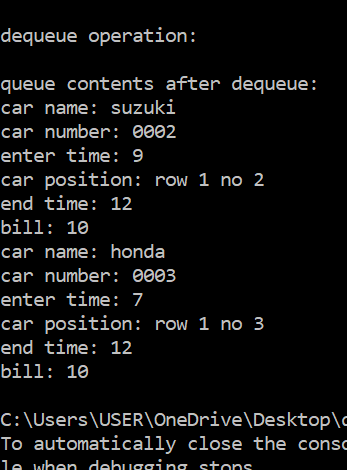 dequeue operation:
queue contents after dequeue:
car name: suzuki
car number: 0002
enter time: 9
car position: row 1 no 2
end time: 12
bill: 10
car name: honda
car number: 0003
enter time: 7
car position: row 1 no 3
end time: 12
bill: 10
C:\Users\USER\OneDrive\Desktop\
To automatically close the conso
le when debugging stops